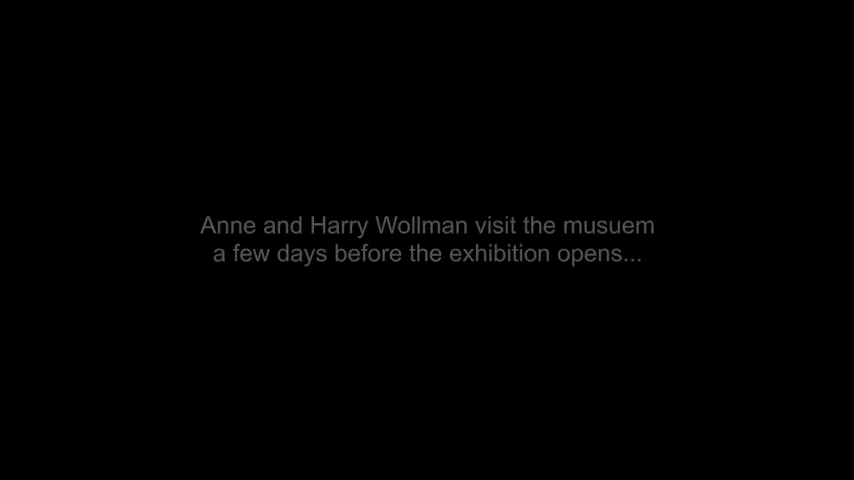 Anne and Harry Wollman visit the musuem
a few days before the exhibition opens...